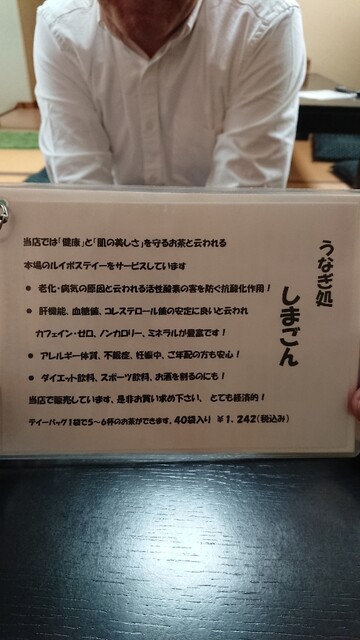 うなぎ処
しまごん
当店では「健康」と「肌の美しさ」を守るお茶と云われる
本場のルイボスティーをサービスしています
● 老化・病気の原因と云われる活性酸素の害を防ぐ抗酸化作用!
● 肝機能、血糖値、コレステロール値の安定に良いと云われ
カフェイン・ゼロ、ノンカロリー、ミネラルが豊富です!
● アレルギー体質、不眠症、妊娠中、ご年配の方も安心!
● ダイエット飲料、スポーツ飲料、お酒を割るのにも!
当店で販売しています、是非お買い求め下さい。 とても経済的!
ティーバッグ1袋で5~6杯のお茶ができます、40袋入り ¥1.242(税込み)